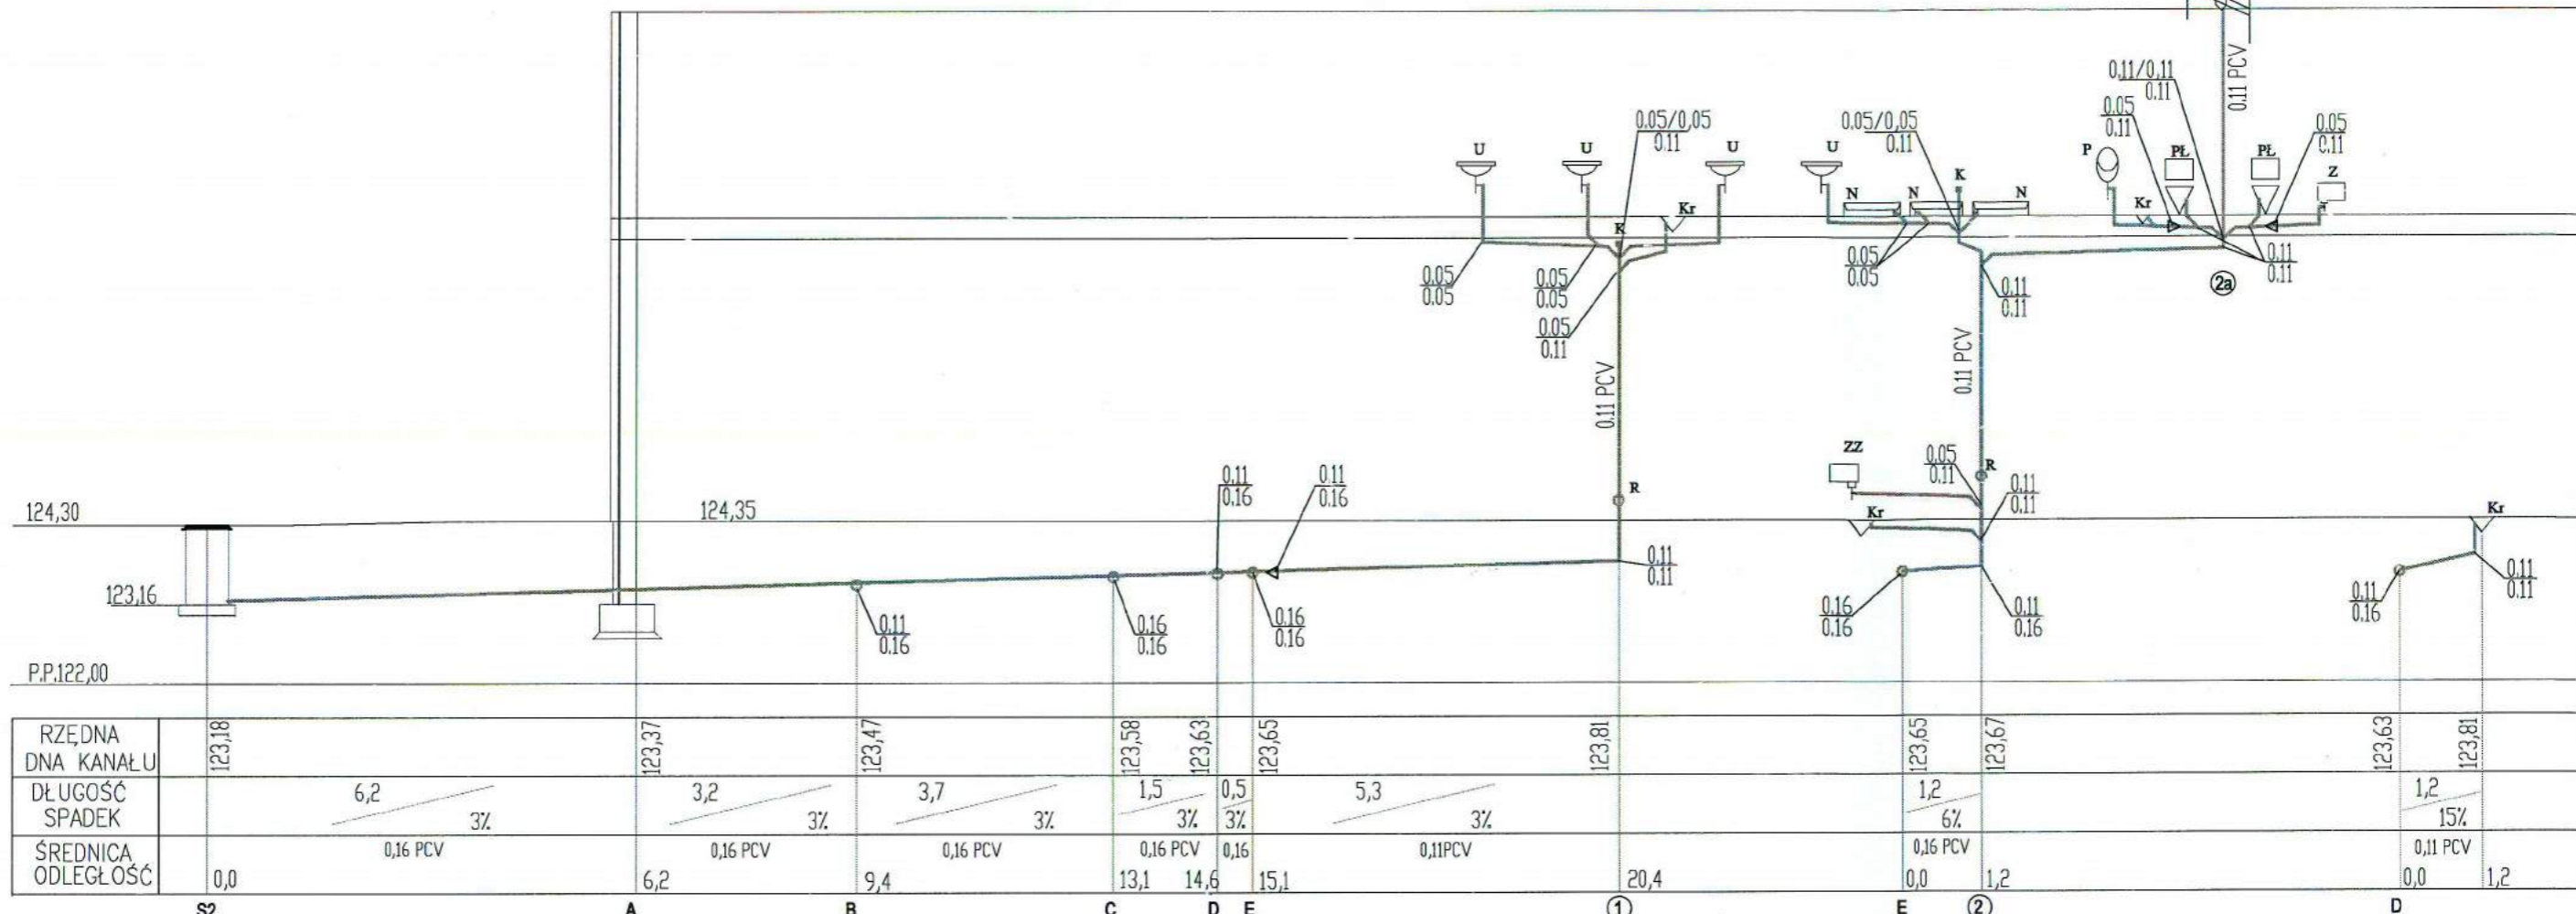 0.11 PCV
0.11/0.11
0.11
0.05
0.11
0.05
0.11
0.05/0,05
0.11
0.05/0,05
0.11
U
U
U
U
P
PŁ
PŁ
Z
K
N
N
N
Kr
Kr
K
0.05
0.05
0.05
0.05
0.05
0.11
0.05
0.05
0.11
0.11
0.11
0.11
2a
0.11 PCV
0.11 PCV
ZZ
0.05
0.11
R
R
0.11
0.16
0.11
0.16
0.11
0.11
124,30
124,35
Kr
Kr
0.11
0.11
0.11
0.11
123,16
0.11
0.16
0.16
0.16
0.16
0.16
0.16
0.16
0.11
0.16
0.11
0.16
P.P.122,00
RZĘDNA
DNA KANAŁU
123,18
123,37
123,47
123,58
123,63
123,65
123,81
123,65
123,67
123,63
123,81
DŁUGOŚĆ
SPADEK
6,2
3%
3,2
3%
3,7
3%
1,5
3%
0,5
3%
5,3
3%
1,2
6%
1,2
15%
ŚREDNICA
ODLEGŁOŚĆ
0,16 PCV
0,16 PCV
0,16 PCV
0,16 PCV
0,16
0,11PCV
0,16 PCV
0,11 PCV
0,0
6,2
9,4
13,1
14,6
15,1
20,4
0,0
1,2
0,0
1,2
S2
A
B
C
D
E
1
E
2
D